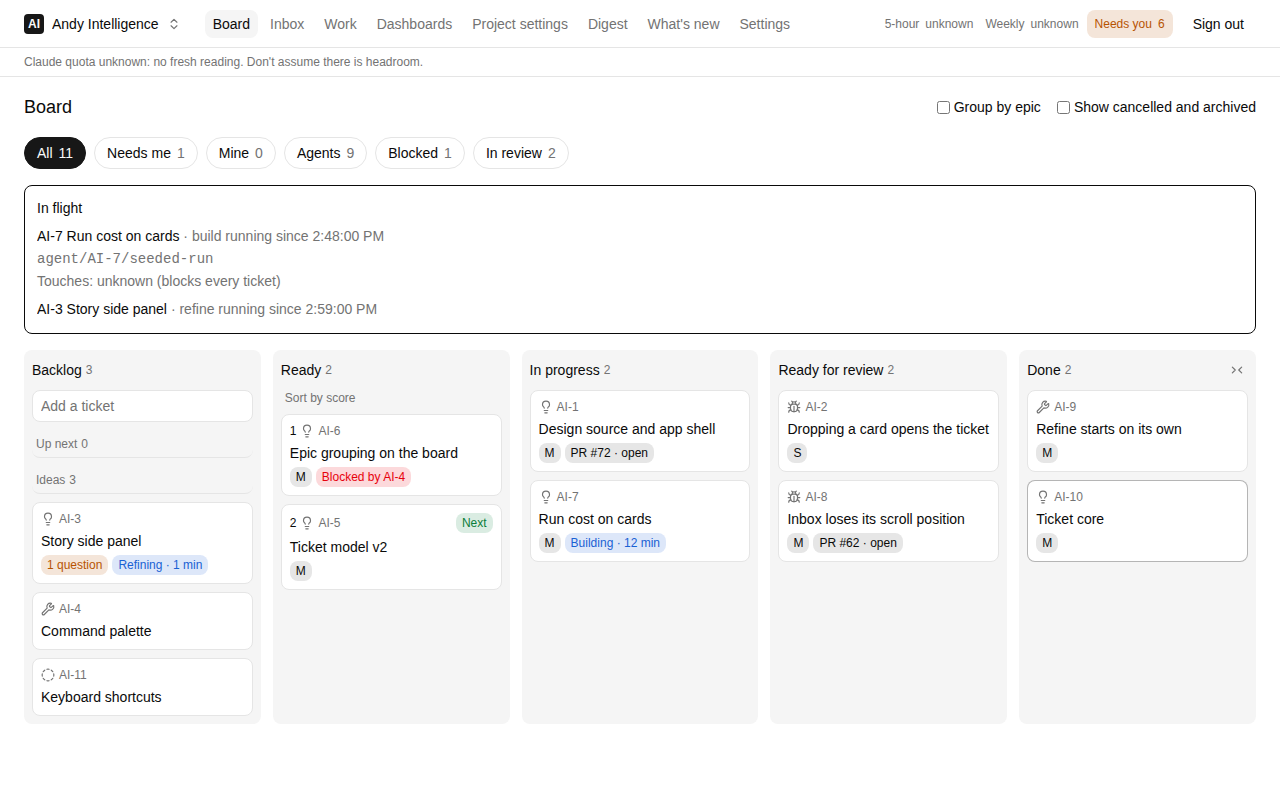 AI Andy Intelligence Board Inbox Work Dashboards Project settings Digest What's new Settings 5-hour unknown Weekly unknown Needs you 6 Sign out
Claude quota unknown: no fresh reading. Don't assume there is headroom.
Board
Group by epic Show cancelled and archived
All 11 Needs me 1 Mine 0 Agents 9 Blocked 1 In review 2
In flight
AI-7 Run cost on cards · build running since 2:48:00 PM
agent/AI-7/seeded-run
Touches: unknown (blocks every ticket)
AI-3 Story side panel · refine running since 2:59:00 PM
Backlog 3
Add a ticket
Up next 0
Ideas 3
AI-3
Story side panel
1 question Refining · 1 min
AI-4
Command palette
AI-11
Keyboard shortcuts
Ready 2
Sort by score
1 AI-6
Epic grouping on the board
M Blocked by AI-4
2 AI-5 Next
Ticket model v2
M
In progress 2
AI-1
Design source and app shell
M PR #72 · open
AI-7
Run cost on cards
M Building · 12 min
Ready for review 2
AI-2
Dropping a card opens the ticket
S
AI-8
Inbox loses its scroll position
M PR #62 · open
Done 2
AI-9
Refine starts on its own
M
AI-10
Ticket core
M